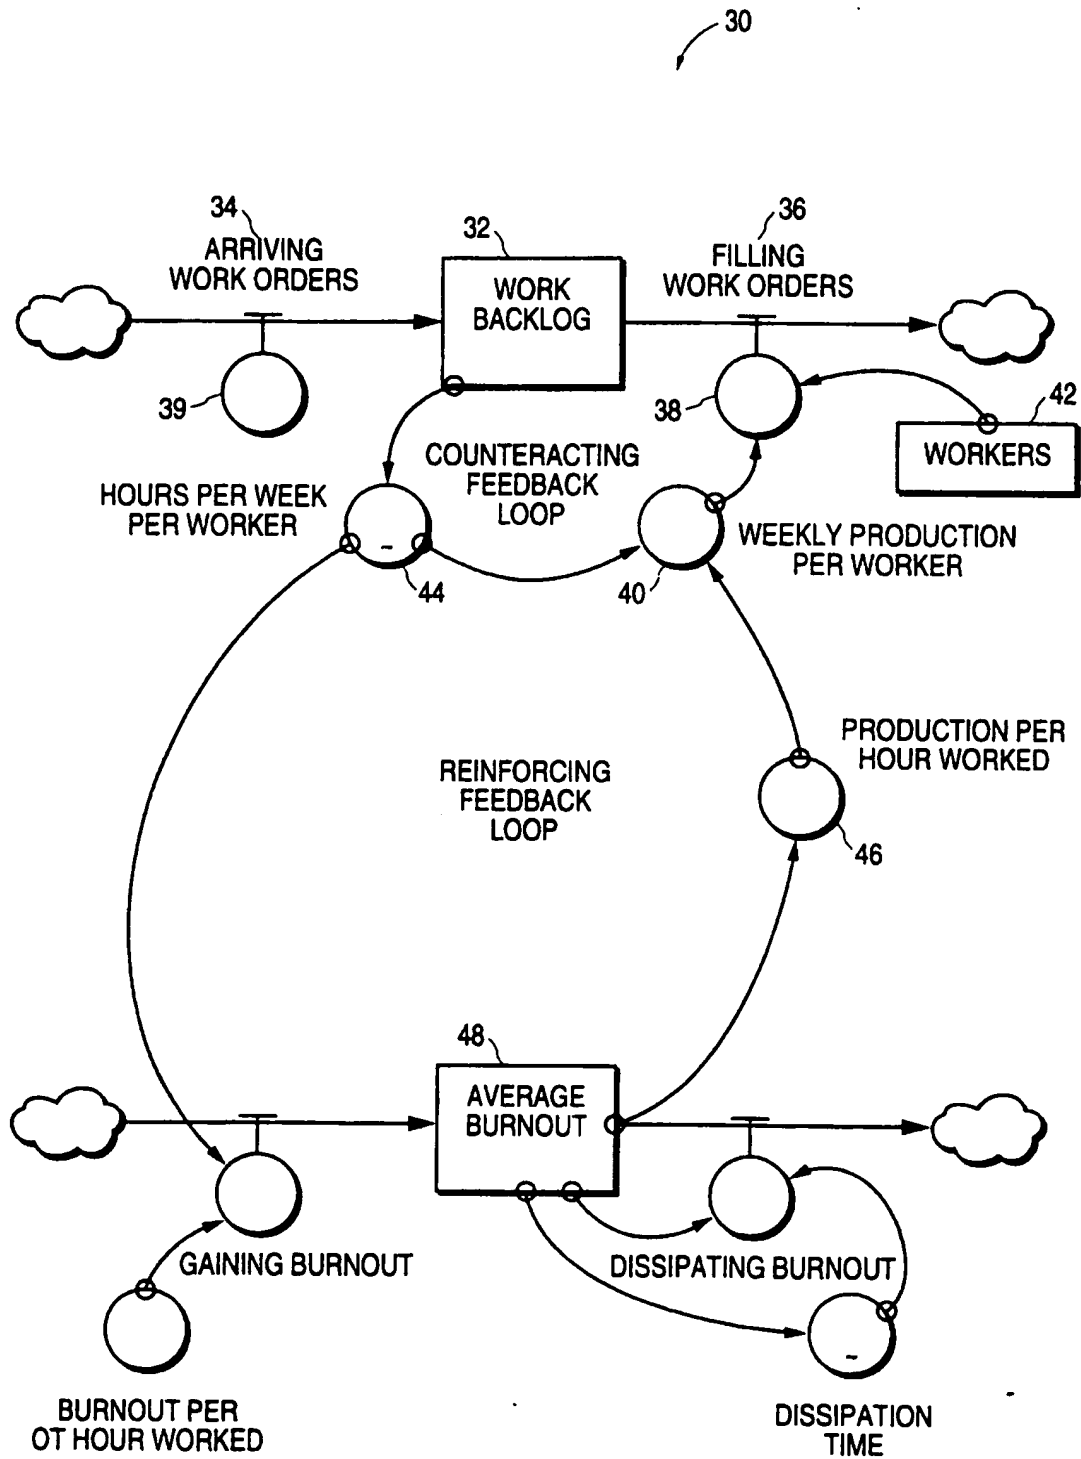 30
34
ARRIVING
WORK ORDERS
32
WORK
BACKLOG
36
FILLING
WORK ORDERS
39
38
42
WORKERS
COUNTERACTING
FEEDBACK
LOOP
HOURS PER WEEK
PER WORKER
-
44
40
WEEKLY PRODUCTION
PER WORKER
PRODUCTION PER
HOUR WORKED
REINFORCING
FEEDBACK
LOOP
46
48
AVERAGE
BURNOUT
GAINING BURNOUT
DISSIPATING BURNOUT
-
BURNOUT PER
OT HOUR WORKED
DISSIPATION
TIME